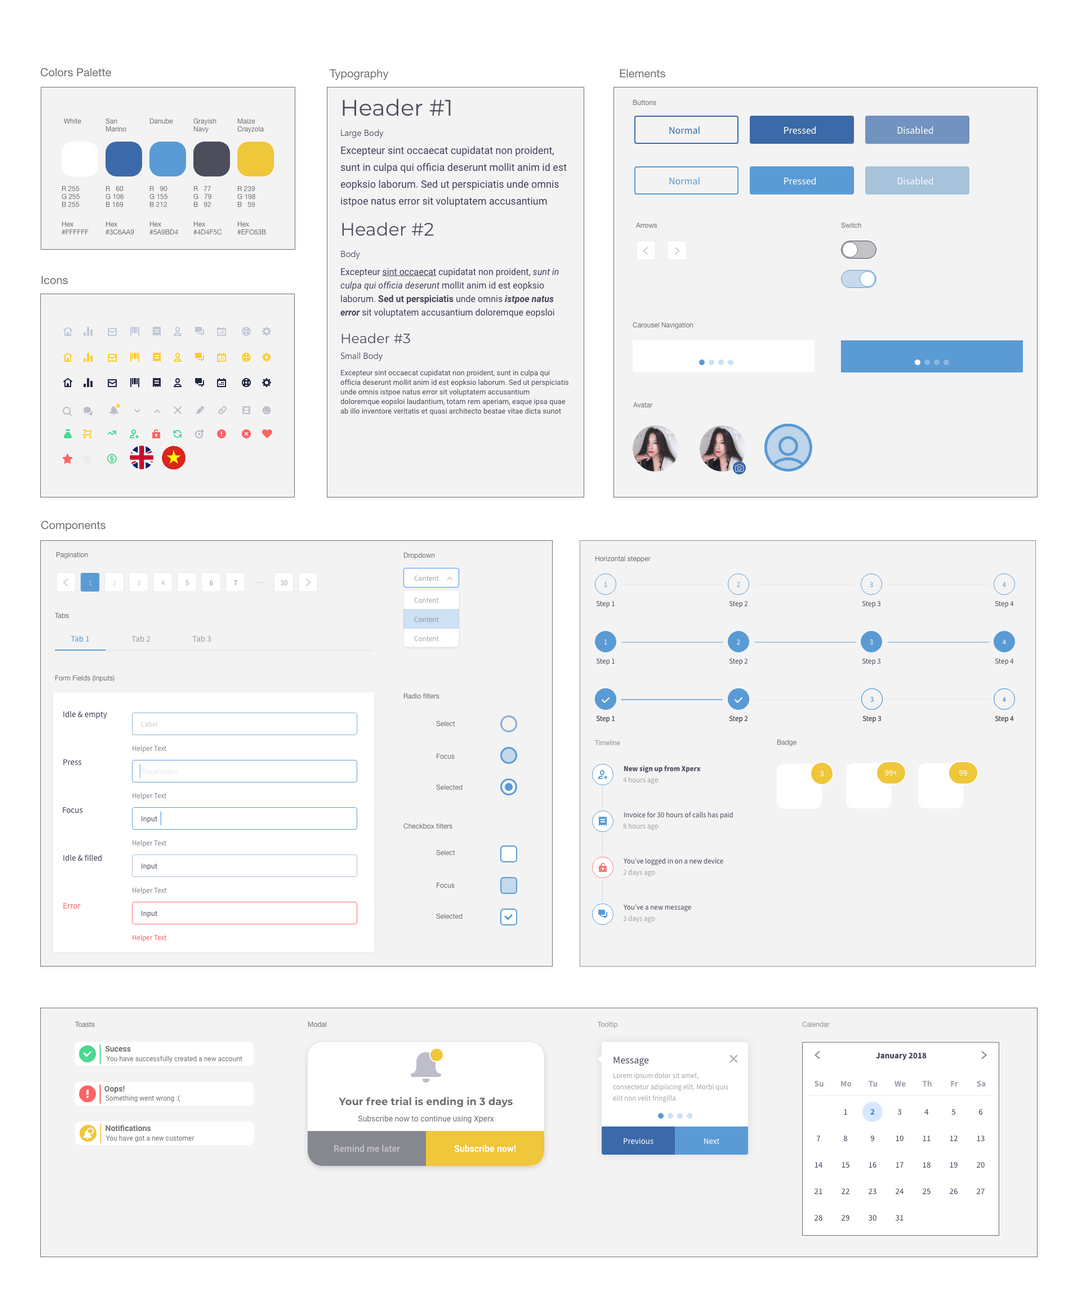 Colors Palette
White
San Marino
Danube
Grayish Navy
Maize Crayzola
R 255
G 255
B 255
R 60
G 106
B 169
R 90
G 155
B 212
R 77
G 79
B 92
R 239
G 198
B 59
Hex
#FFFFFF
Hex
#3C6AA9
Hex
#5A9BD4
Hex
#4D4F5C
Hex
#EFC63B
Icons
Typography
Header #1
Large Body
Excepteur sint occaecat cupidatat non proident,
sunt in culpa qui officia deserunt mollit anim id est
eopksio laborum. Sed ut perspiciatis unde omnis
istpoe natus error sit voluptatem accusantium
Header #2
Body
Excepteur sint occaecat cupidatat non proident, sunt in
culpa qui officia deserunt mollit anim id est eopksio
laborum. Sed ut perspiciatis unde omnis istpoe natus
error sit voluptatem accusantium doloremque eopsloi
Header #3
Small Body
Excepteur sint occaecat cupidatat non proident, sunt in culpa qui
officia deserunt mollit anim id est eopksio laborum. Sed ut perspiciatis
unde omnis istpoe natus error sit voluptatem accusantium
doloremque eopsloi laudantium, totam rem aperiam, eaque ipsa quae
ab illo inventore veritatis et quasi architecto beatae vitae dicta sunot
Elements
Buttons
Normal
Pressed
Disabled
Normal
Pressed
Disabled
Arrows
Switch
Carousel Navigation
Avatar
Components
Pagination
1 2 3 4 5 6 7 ... 30
Tabs
Tab 1
Tab 2
Tab 3
Form Fields (Inputs)
Idle & empty
Label
Helper Text
Press
Placeholder
Helper Text
Focus
Input
Helper Text
Idle & filled
Input
Helper Text
Error
Input
Helper Text
Dropdown
Content
Content
Content
Content
Radio filters
Select
Focus
Selected
Checkbox filters
Select
Focus
Selected
Horizontal stepper
1 2 3 4
Step 1 Step 2 Step 3 Step 4
1 2 3 4
Step 1 Step 2 Step 3 Step 4
3 4
Step 1 Step 2 Step 3 Step 4
Timeline
New sign up from Xperx
4 hours ago
Invoice for 30 hours of calls has paid
8 hours ago
You've logged in on a new device
2 days ago
You've a new message
3 days ago
Badge
3
99+
99
Toasts
Sucess
You have successfully created a new account
Oops!
Something went wrong :(
Notifications
You have got a new customer
Modal
Your free trial is ending in 3 days
Subscribe now to continue using Xperx
Remind me later
Subscribe now!
Tooltip
Message
Lorem ipsum dolor sit amet,
consectetur adipiscing elit. Morbi quis
elit non velit fringilla
Previous
Next
Calendar
January 2018
Su Mo Tu We Th Fr Sa
1 2 3 4 5 6
7 8 9 10 11 12 13
14 15 16 17 18 19 20
21 22 23 24 25 26 27
28 29 30 31